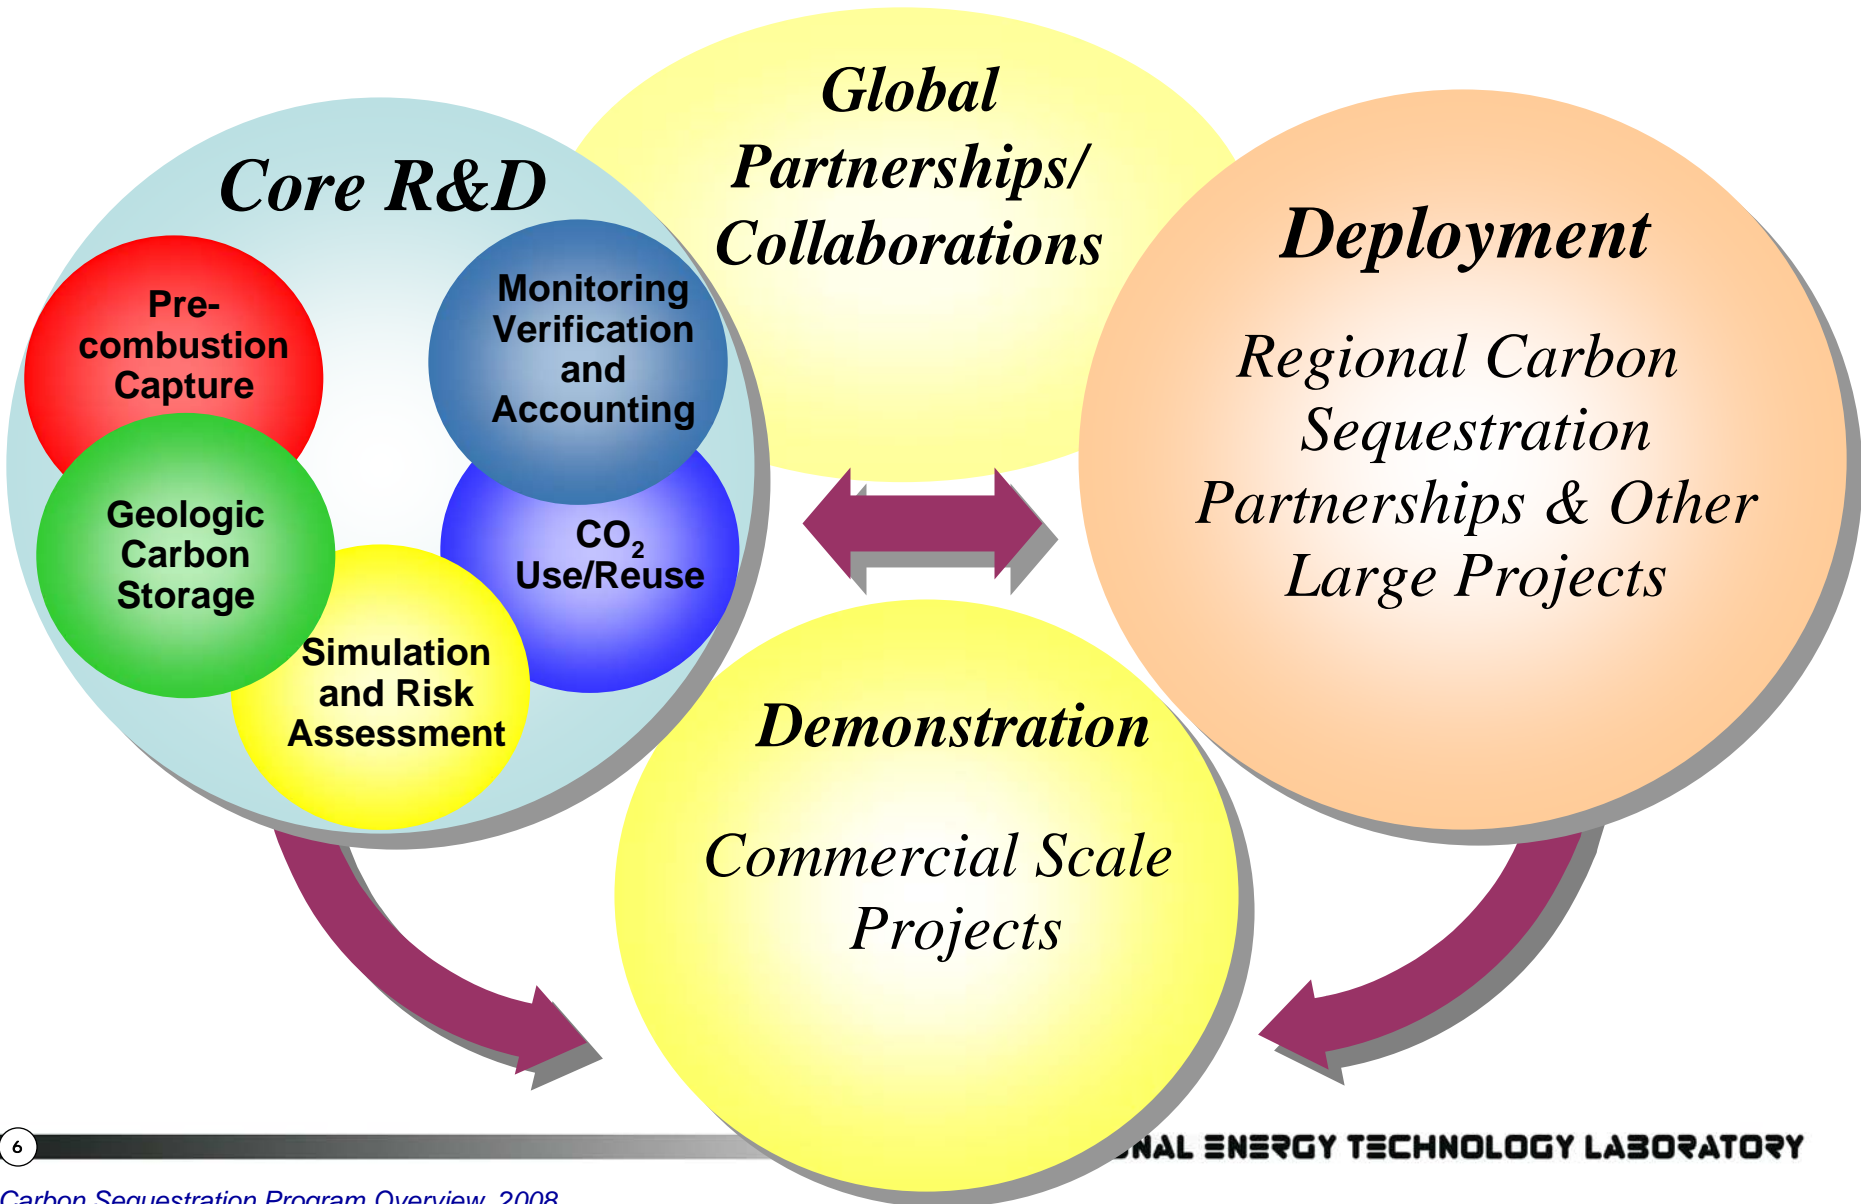 Global
Partnerships/
Collaborations
Core R&D
Pre-
combustion
Capture
Monitoring
Verification
and
Accounting
Geologic
Carbon
Storage
CO₂
Use/Reuse
Simulation
and Risk
Assessment
Deployment
Regional Carbon
Sequestration
Partnerships & Other
Large Projects
Demonstration
Commercial Scale
Projects
6
NAL ENERGY TECHNOLOGY LABORATORY
Carbon Sequestration Program Overview, 2008